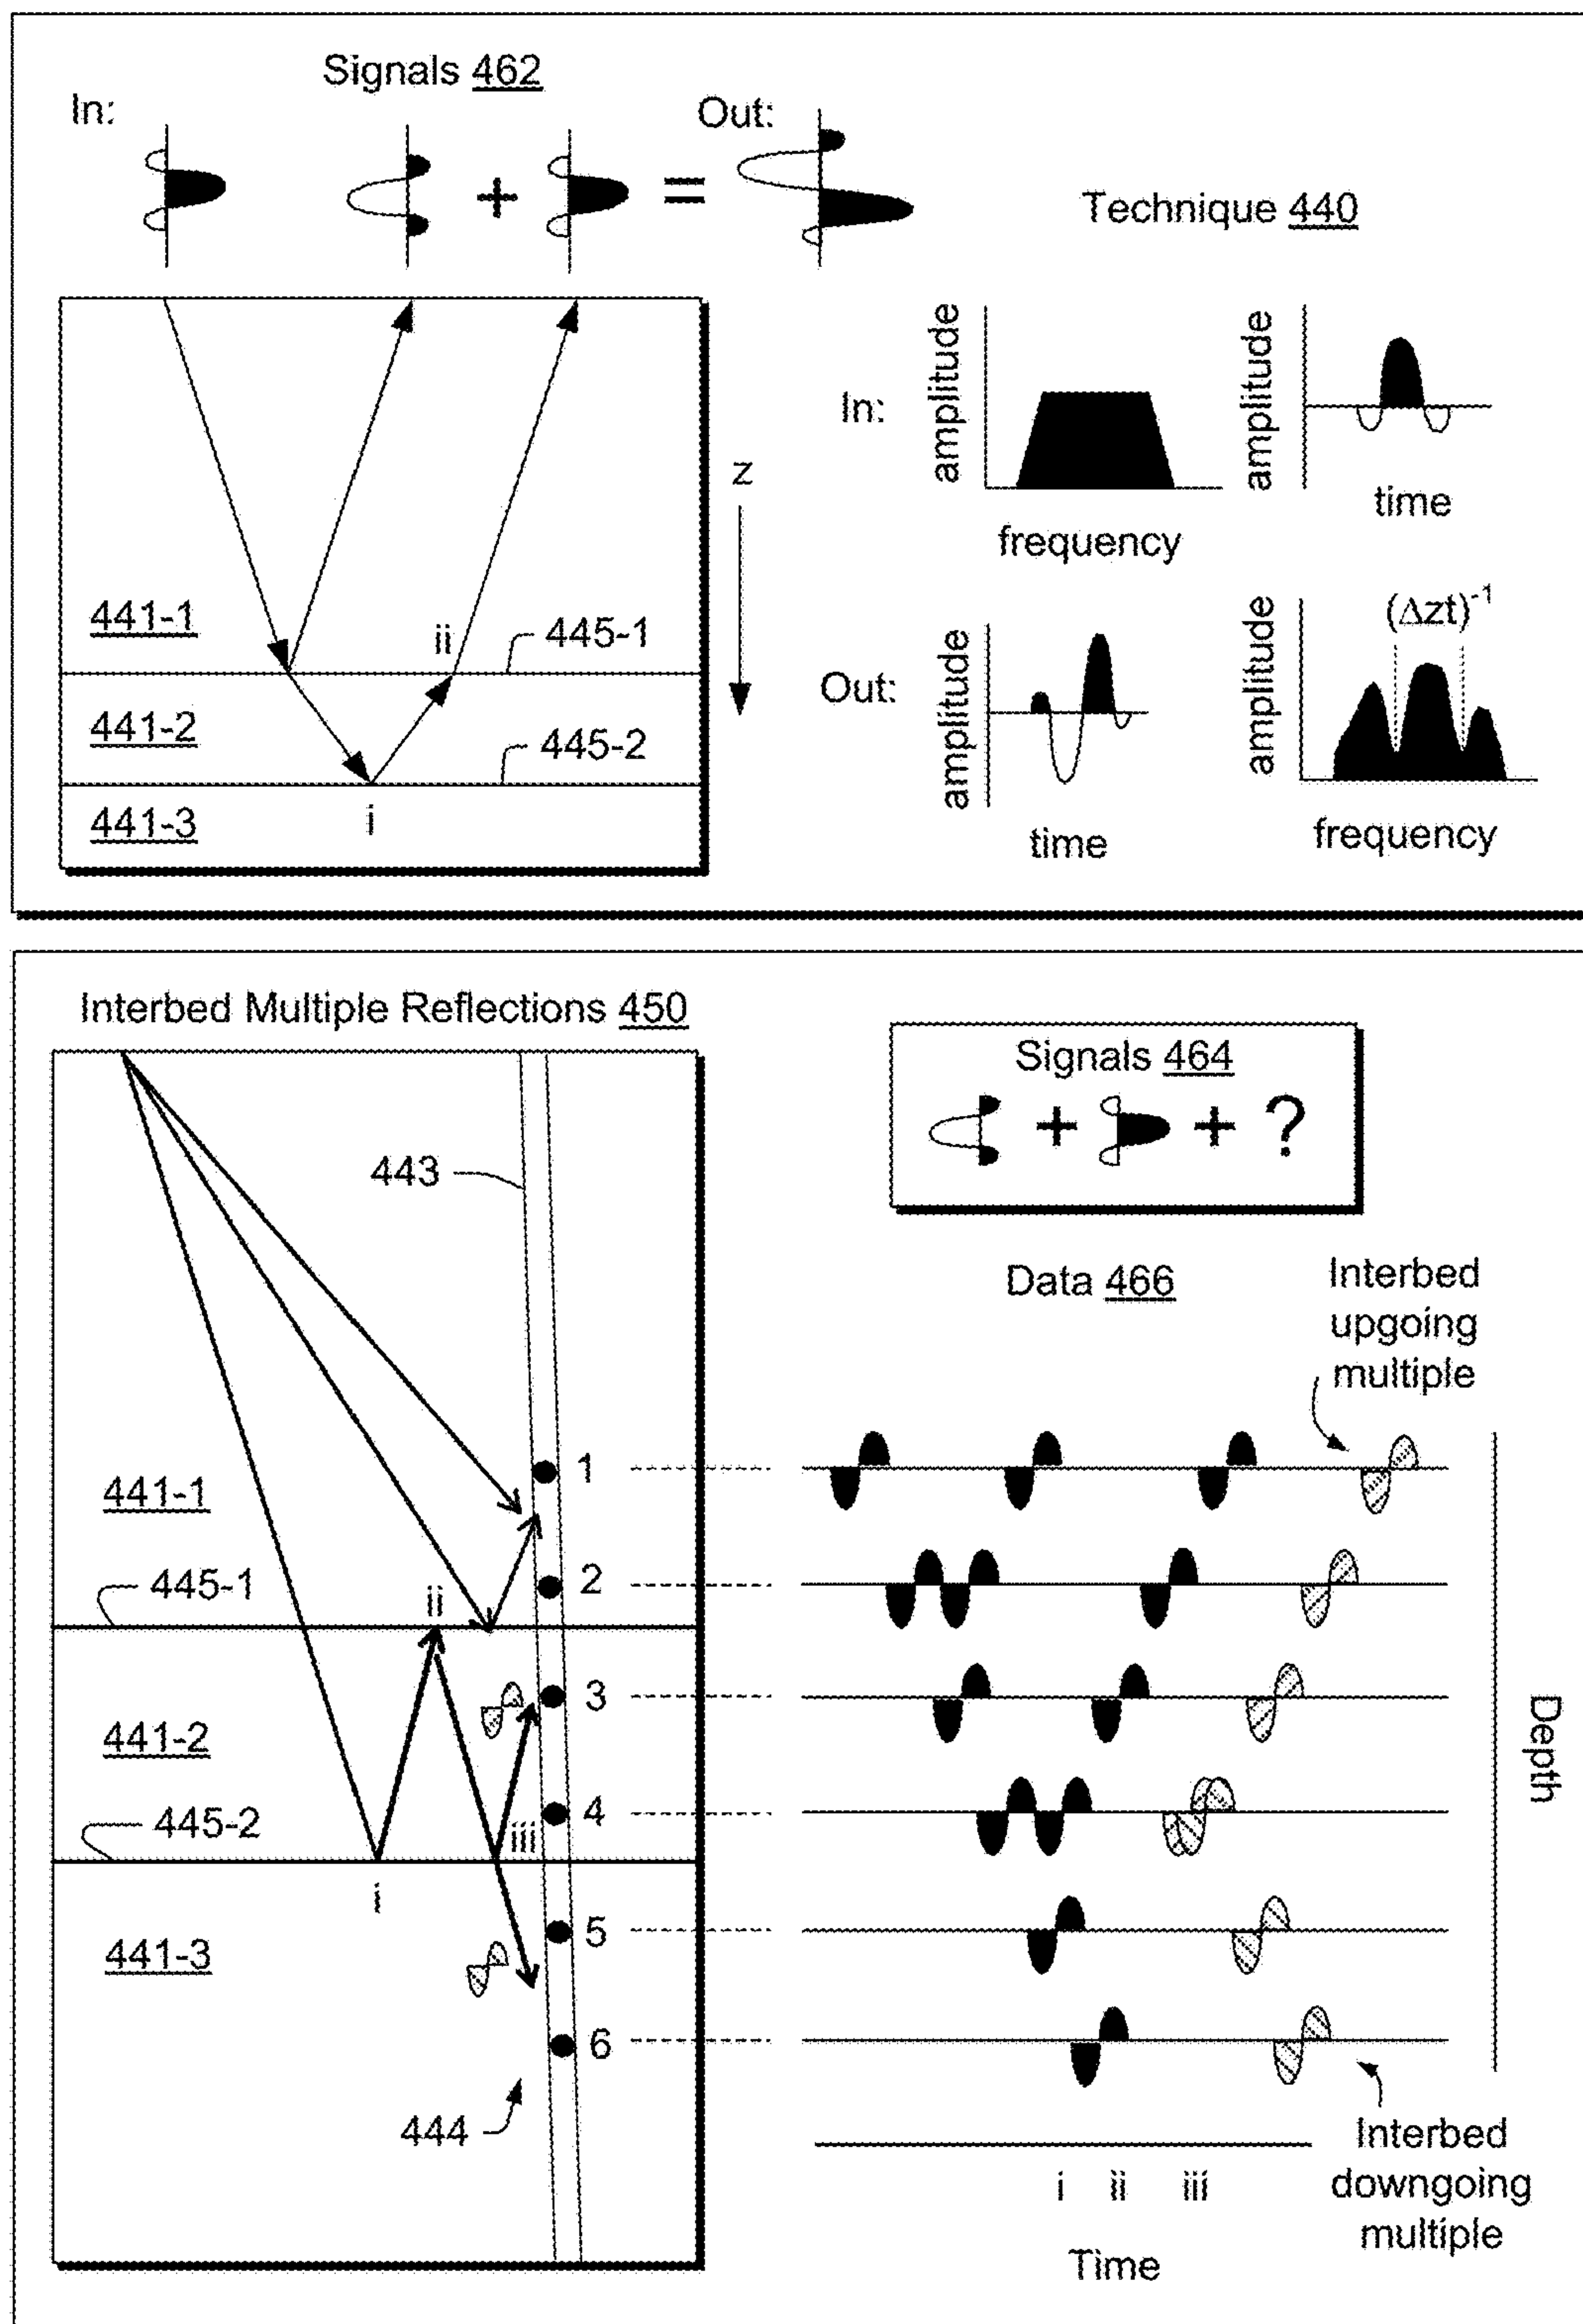 Signals 462
In:
Out:
+
=
Technique 440
441-1
ii
445-1
441-2
445-2
441-3
i
z
In:
amplitude
frequency
amplitude
time
Out:
amplitude
time
amplitude
(Δzt)⁻¹
frequency
Interbed Multiple Reflections 450
Signals 464
+ + ?
443
Data 466
Interbed
upgoing
multiple
1
441-1
2
445-1
ii
3
441-2
4
445-2
iii
i
5
441-3
6
444
Depth
i ii iii
Time
Interbed
downgoing
multiple